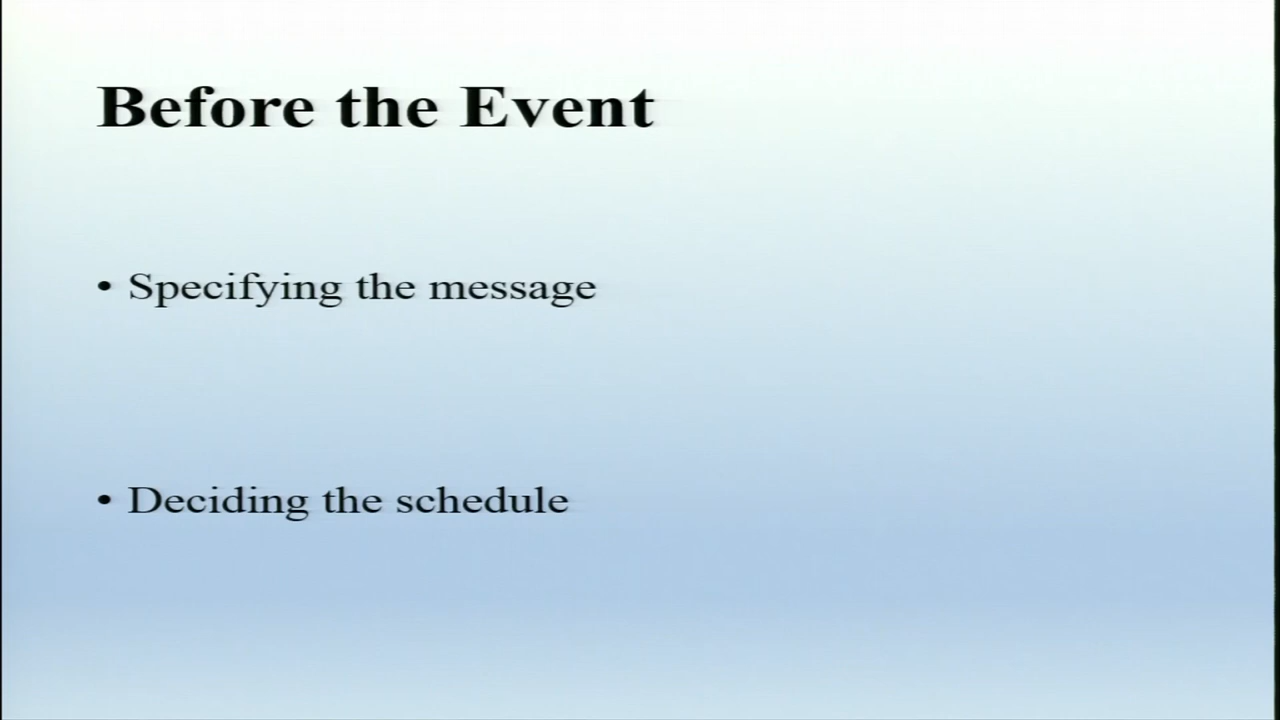 Before the Event
• Specifying the message
• Deciding the schedule